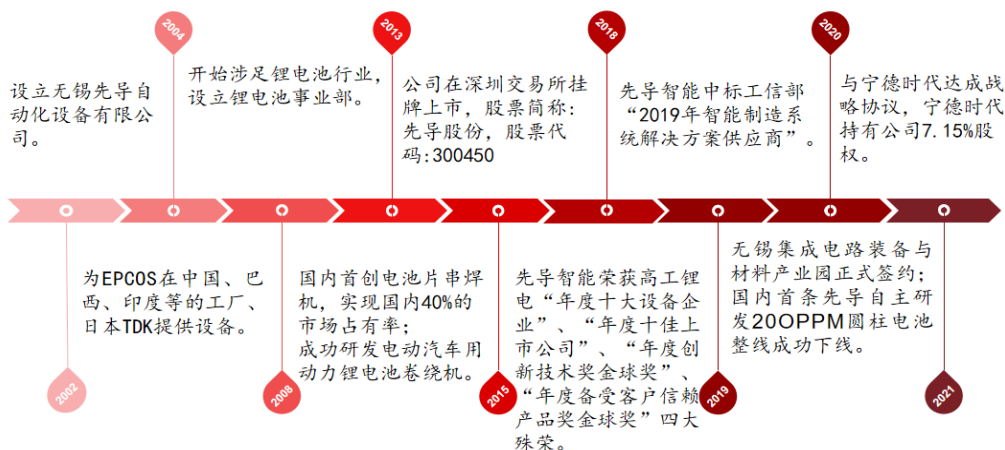 2004
2013
2018
2020
设立无锡先导自
动化设备有限公
司。
开始涉足锂电池行业，
设立锂电池事业部。
公司在深圳交易所挂
牌上市，股票简称：
先导股份，股票代
码:300450
先导智能中标工信部
“2019年智能制造系
统解决方案供应商”。
与宁德时代达成战
略协议，宁德时代
持有公司7.15%股
权。
为EPCOS在中国、巴
西、印度等的工厂、
日本TDK提供设备。
国内首创电池片串焊
机，实现国内40%的
市场占有率；
成功研发电动汽车用
动力锂电池卷绕机。
先导智能荣获高工锂
电“年度十大设备企
业”、“年度十佳上
市公司”、“年度创
新技术奖金球奖”、
“年度备受客户信赖
产品奖金球奖”四大
殊荣。
无锡集成电路装备与
材料产业园正式签约；
国内首条先导自主研
发20OPPM圆柱电池
整线成功下线。
2002
2008
2015
2019
2021